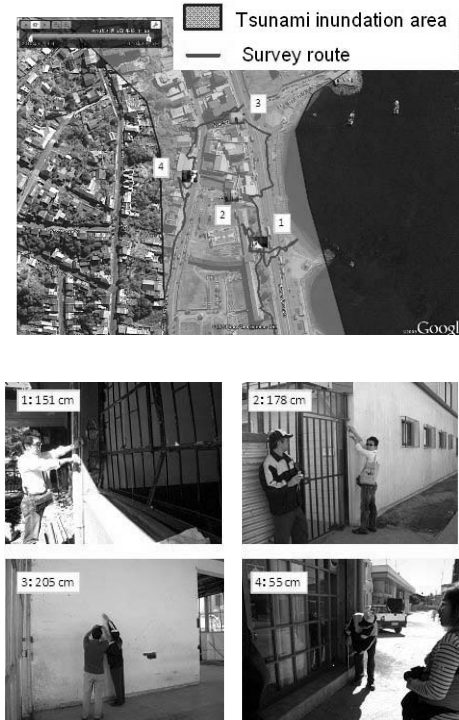 Tsunami inundation area
Survey route
3
4
2
1
Google
1: 151 cm
2: 178 cm
3: 205 cm
4: 55 cm